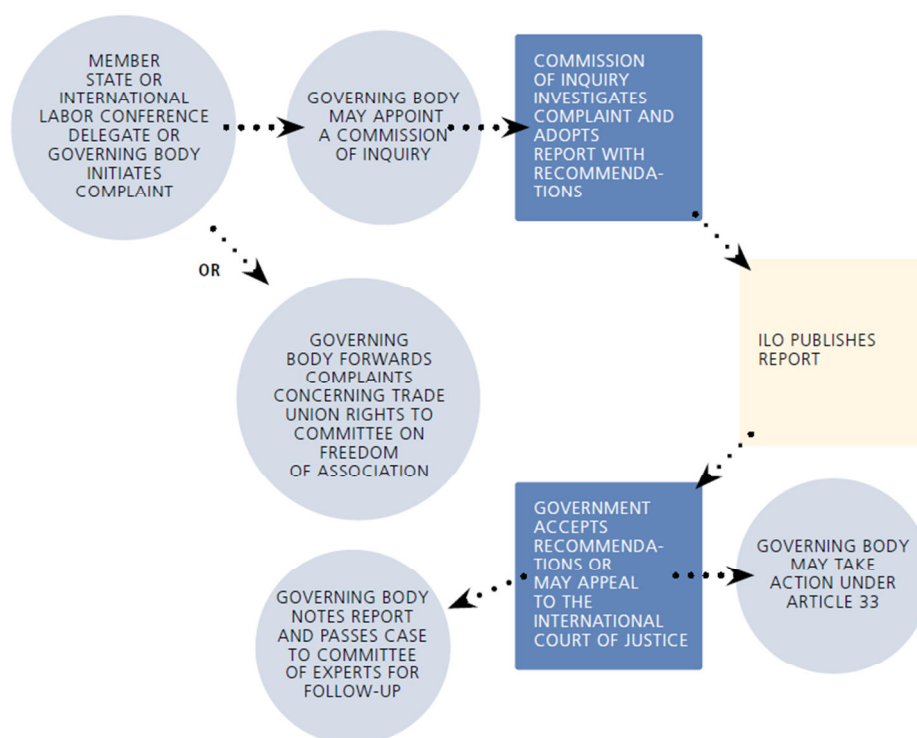 MEMBER
STATE OR
INTERNATIONAL
LABOR CONFERENCE
DELEGATE OR
GOVERNING BODY
INITIATES
COMPLAINT
GOVERNING BODY
MAY APPOINT
A COMMISSION
OF INQUIRY
COMMISSION
OF INQUIRY
INVESTIGATES
COMPLAINT AND
ADOPTS
REPORT WITH
RECOMMENDA-
TIONS
OR
GOVERNING
BODY FORWARDS
COMPLAINTS
CONCERNING TRADE
UNION RIGHTS TO
COMMITTEE ON
FREEDOM
OF ASSOCIATION
ILO PUBLISHES
REPORT
GOVERNMENT
ACCEPTS
RECOMMENDA-
TIONS OR
MAY APPEAL
TO THE
INTERNATIONAL
COURT OF JUSTICE
GOVERNING BODY
MAY TAKE
ACTION UNDER
ARTICLE 33
GOVERNING BODY
NOTES REPORT
AND PASSES CASE
TO COMMITTEE
OF EXPERTS FOR
FOLLOW-UP